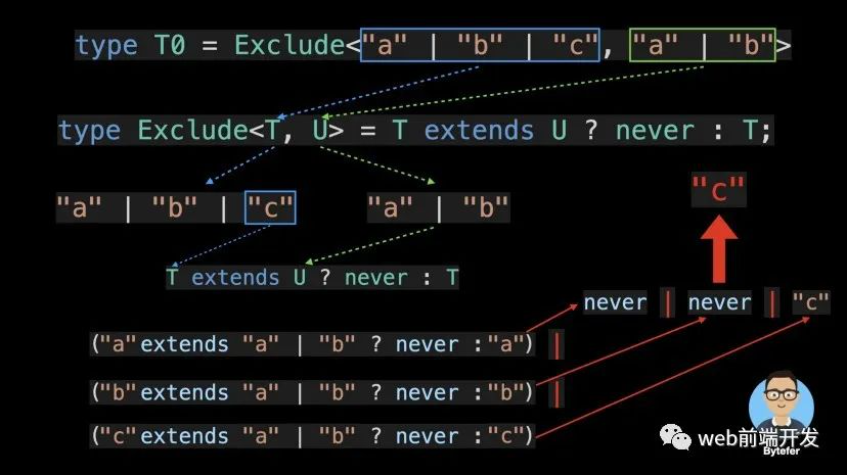 type T0 = Exclude<"a" | "b" | "c", "a" | "b">
type Exclude<T, U> = T extends U ? never : T;
"a" | "b" | "c" "a" | "b"
"c"
T extends U ? never : T
never | never | "c"
("a"extends "a" | "b" ? never :"a") |
("b"extends "a" | "b" ? never :"b") |
("c"extends "a" | "b" ? never :"c")
web前端开发
Bytefer